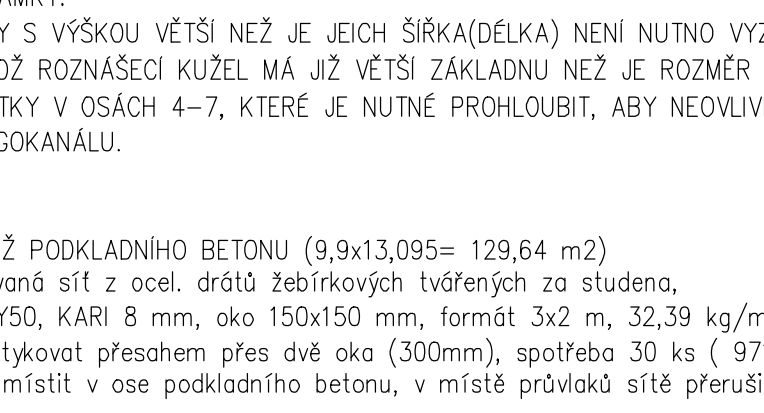 Y S VÝŠKOU VĚTŠÍ NEŽ JE JEICH ŠÍŘKA(DÉLKA) NENÍ NUTNO VYZ
OŽ ROZNÁŠECÍ KUŽEL MÁ JIŽ VĚTŠÍ ZÁKLADNU NEŽ JE ROZMĚR
TKY V OSÁCH 4–7, KTERÉ JE NUTNÉ PROHLOUBIT, ABY NEOVLIV
GOKANÁLU.
Ž PODKLADNÍHO BETONU (9,9x13,095= 129,64 m2)
vaná síť z ocel. drátů žebírkových tvářených za studena,
Y50, KARI 8 mm, oko 150x150 mm, formát 3x2 m, 32,39 kg/m
tykovat přesahem přes dvě oka (300mm), spotřeba 30 ks ( 97
místit v ose podkladního betonu, v místě průvlaků sítě přeruši